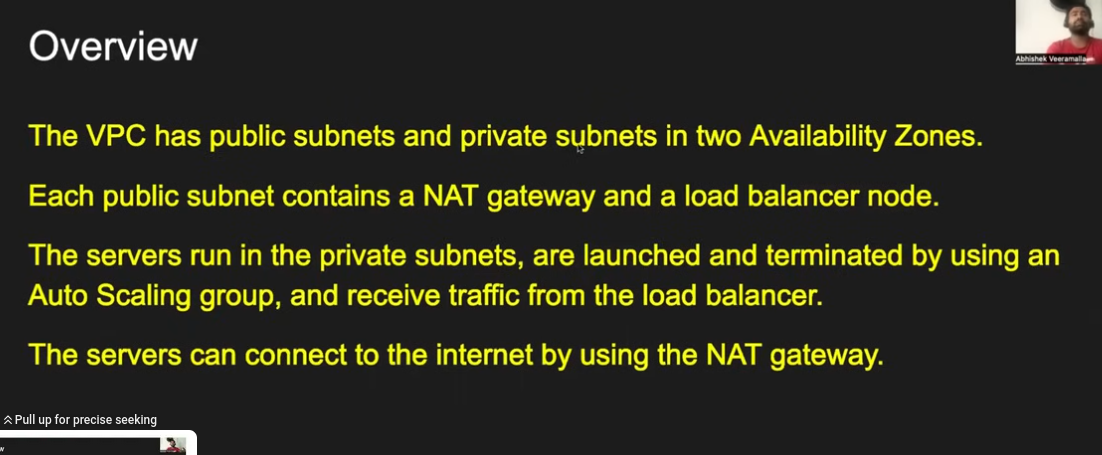 Overview
Abhishek Veeramalla
The VPC has public subnets and private subnets in two Availability Zones.
Each public subnet contains a NAT gateway and a load balancer node.
The servers run in the private subnets, are launched and terminated by using an
Auto Scaling group, and receive traffic from the load balancer.
The servers can connect to the internet by using the NAT gateway.
Pull up for precise seeking